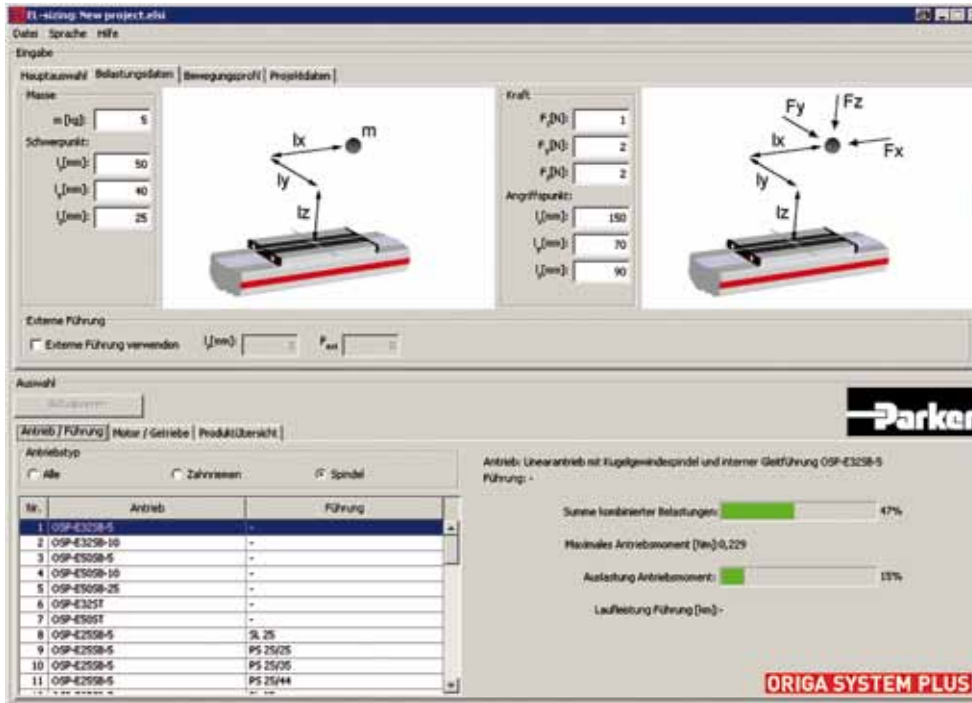 EL-sizing: New project.elsi
Datei Sprache Hilfe
Eingabe
Hauptauswahl Belastungsdaten Bewegungsprofil Projektdaten
Masse
m [kg]: 5
Schwerpunkt:
lx[mm]: 50
ly[mm]: 40
lz[mm]: 25
lx
m
ly
lz
Kraft
Fx[N]: 1
Fy[N]: 2
Fz[N]: 2
Angriffspunkt:
lx[mm]: 150
ly[mm]: 70
lz[mm]: 90
Fy
Fz
lx
Fx
ly
lz
Externe Führung
Externe Führung verwenden
Auswahl
Parker
Antrieb / Führung Motor / Getriebe Produktübersicht
Antriebstyp
Alle Zahnriemen Spindel
Nr. Antrieb Führung
1 OSP-E32SB-5 -
2 OSP-E32SB-10 -
3 OSP-E50SB-5 -
4 OSP-E50SB-10 -
5 OSP-E50SB-25 -
6 OSP-E32ST -
7 OSP-E50ST -
8 OSP-E25SB-5 SL 25
9 OSP-E25SB-5 PS 25/25
10 OSP-E25SB-5 PS 25/35
11 OSP-E25SB-5 PS 25/44
Antrieb: Linearantrieb mit Kugelgewindespindel und interner Gleitführung OSP-E32SB-5
Führung: -
Summe kombinierter Belastungen: 47%
Maximales Antriebsmoment [Nm]:0,229
Auslastung Antriebsmoment: 15%
Laufleistung Führung [km]:-
ORIGA SYSTEM PLUS